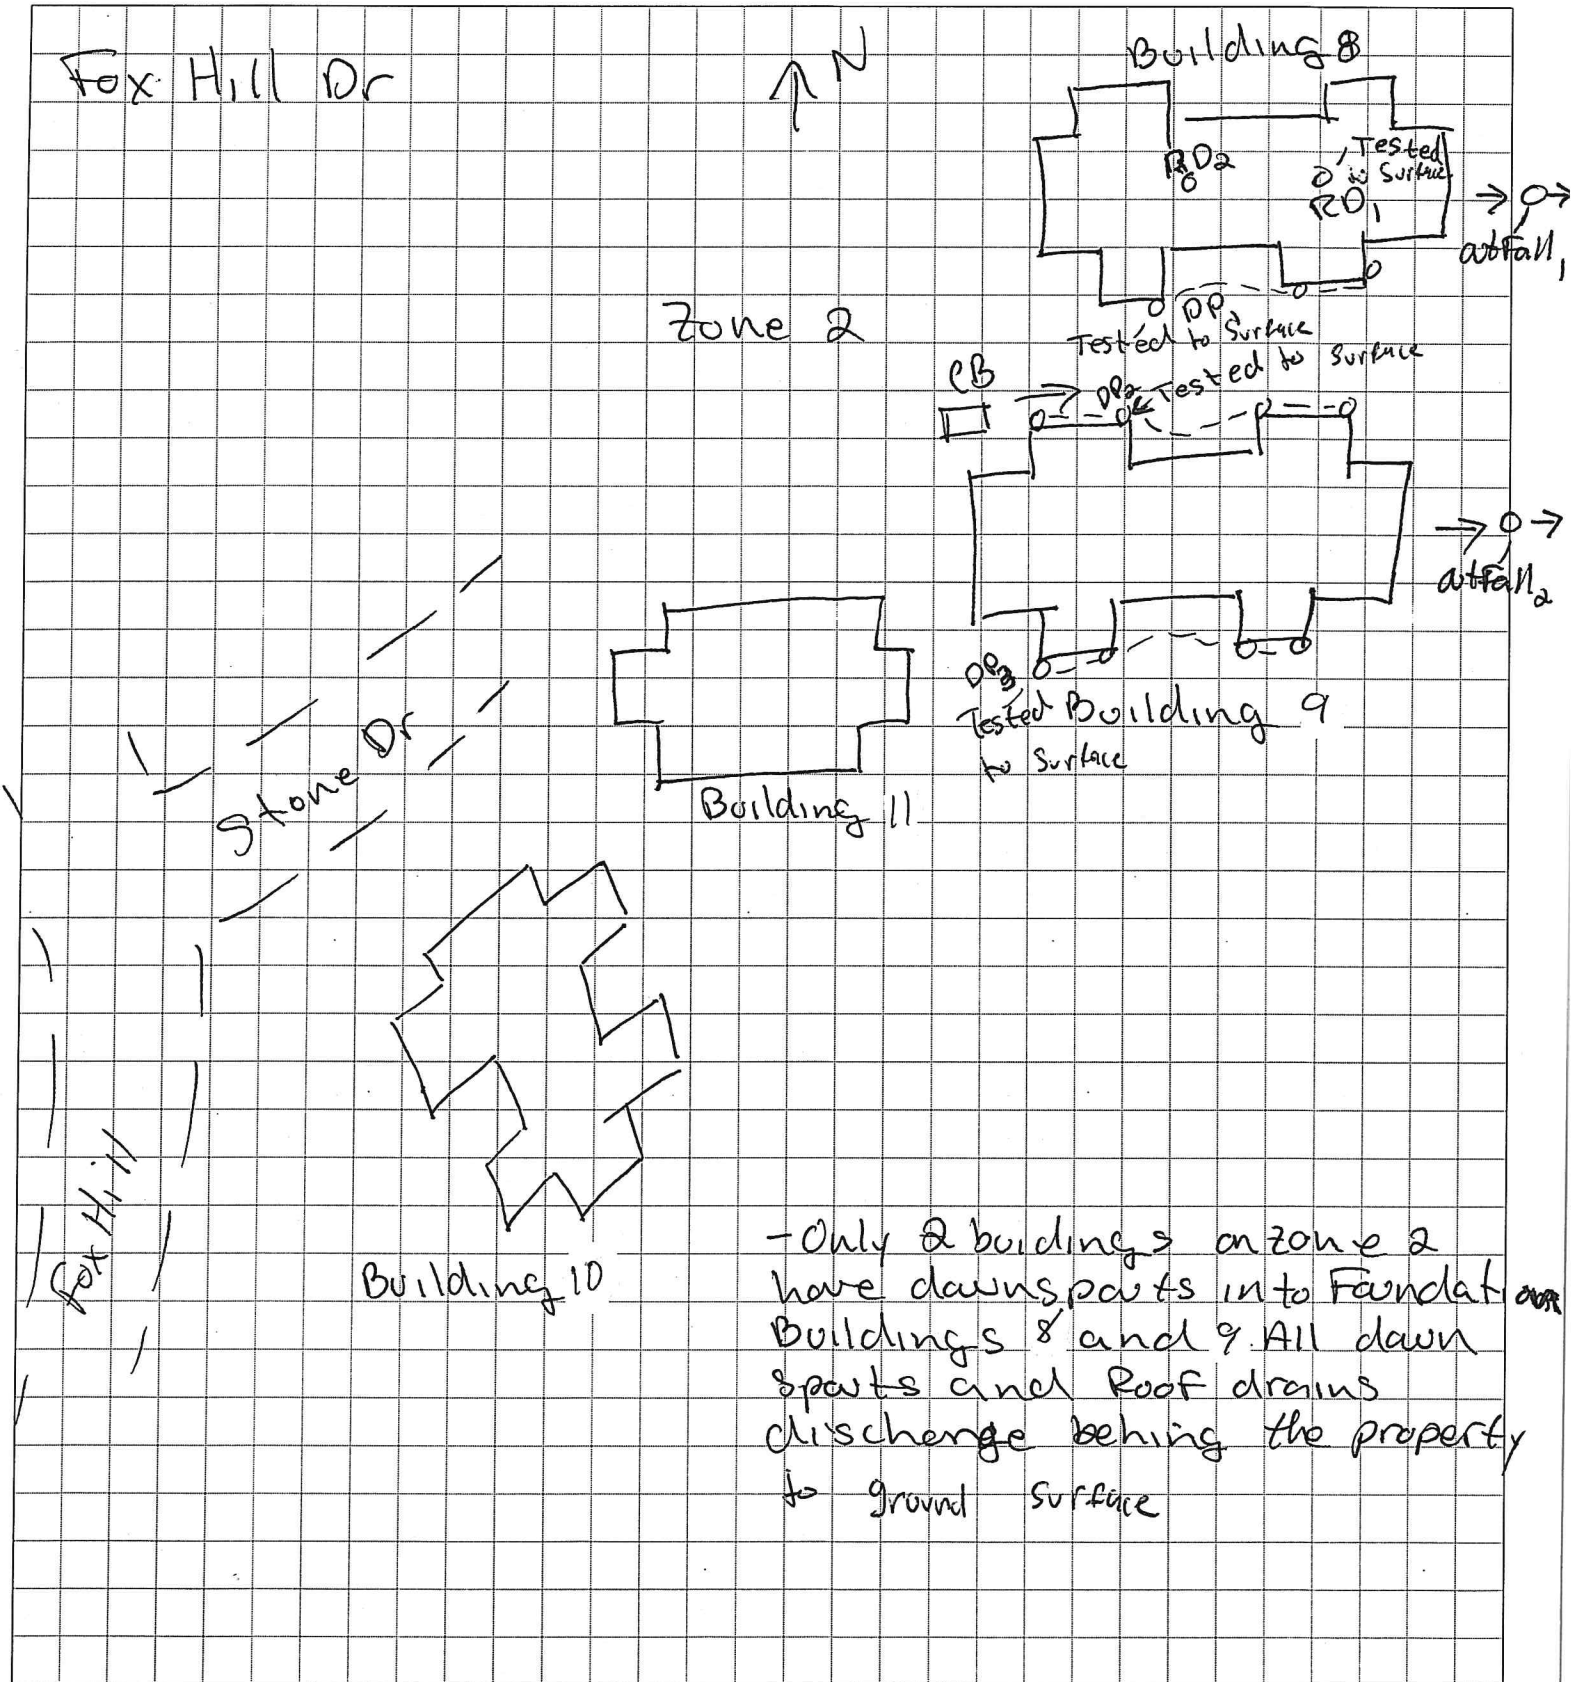 Fox Hill Dr
N
Building 8
RD2
Tested
to Surface
RD1
outFall1
DP1
Tested to Surface
Zone 2
CB
DP2
Tested to Surface
outFall2
DP3
Tested
to Surface
Building 9
Stone Dr
Building 11
Fox Hill
Building 10
- Only 2 buidings on zone 2
have downspouts into Foundation
Buildings 8 and 9. All down
spouts and Roof drains
discherge behing the property
to ground surface